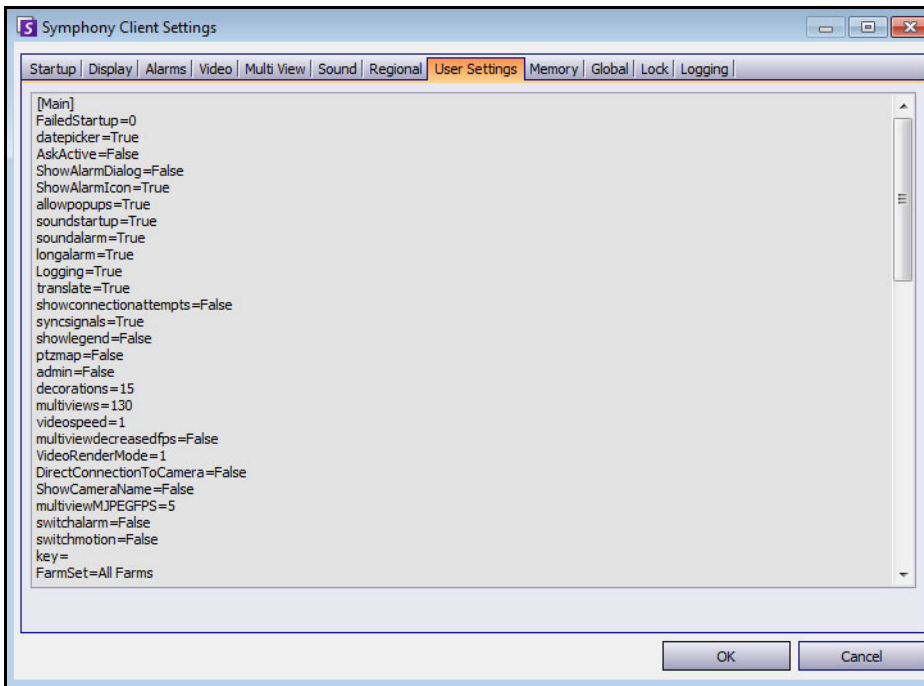 Symphony Client Settings
Startup Display Alarms Video Multi View Sound Regional User Settings Memory Global Lock Logging
[Main]
FailedStartup=0
datepicker=True
AskActive=False
ShowAlarmDialog=False
ShowAlarmIcon=True
allowpopups=True
soundstartup=True
soundalarm=True
longalarm=True
Logging=True
translate=True
showconnectionattempts=False
syncsignals=True
showlegend=False
ptzmap=False
admin=False
decorations=15
multiviews=130
videospeed=1
multiviewdecreasedfps=False
VideoRenderMode=1
DirectConnectionToCamera=False
ShowCameraName=False
multiviewMJPEGFPS=5
switchalarm=False
switchmotion=False
key=
FarmSet=All Farms
OK Cancel